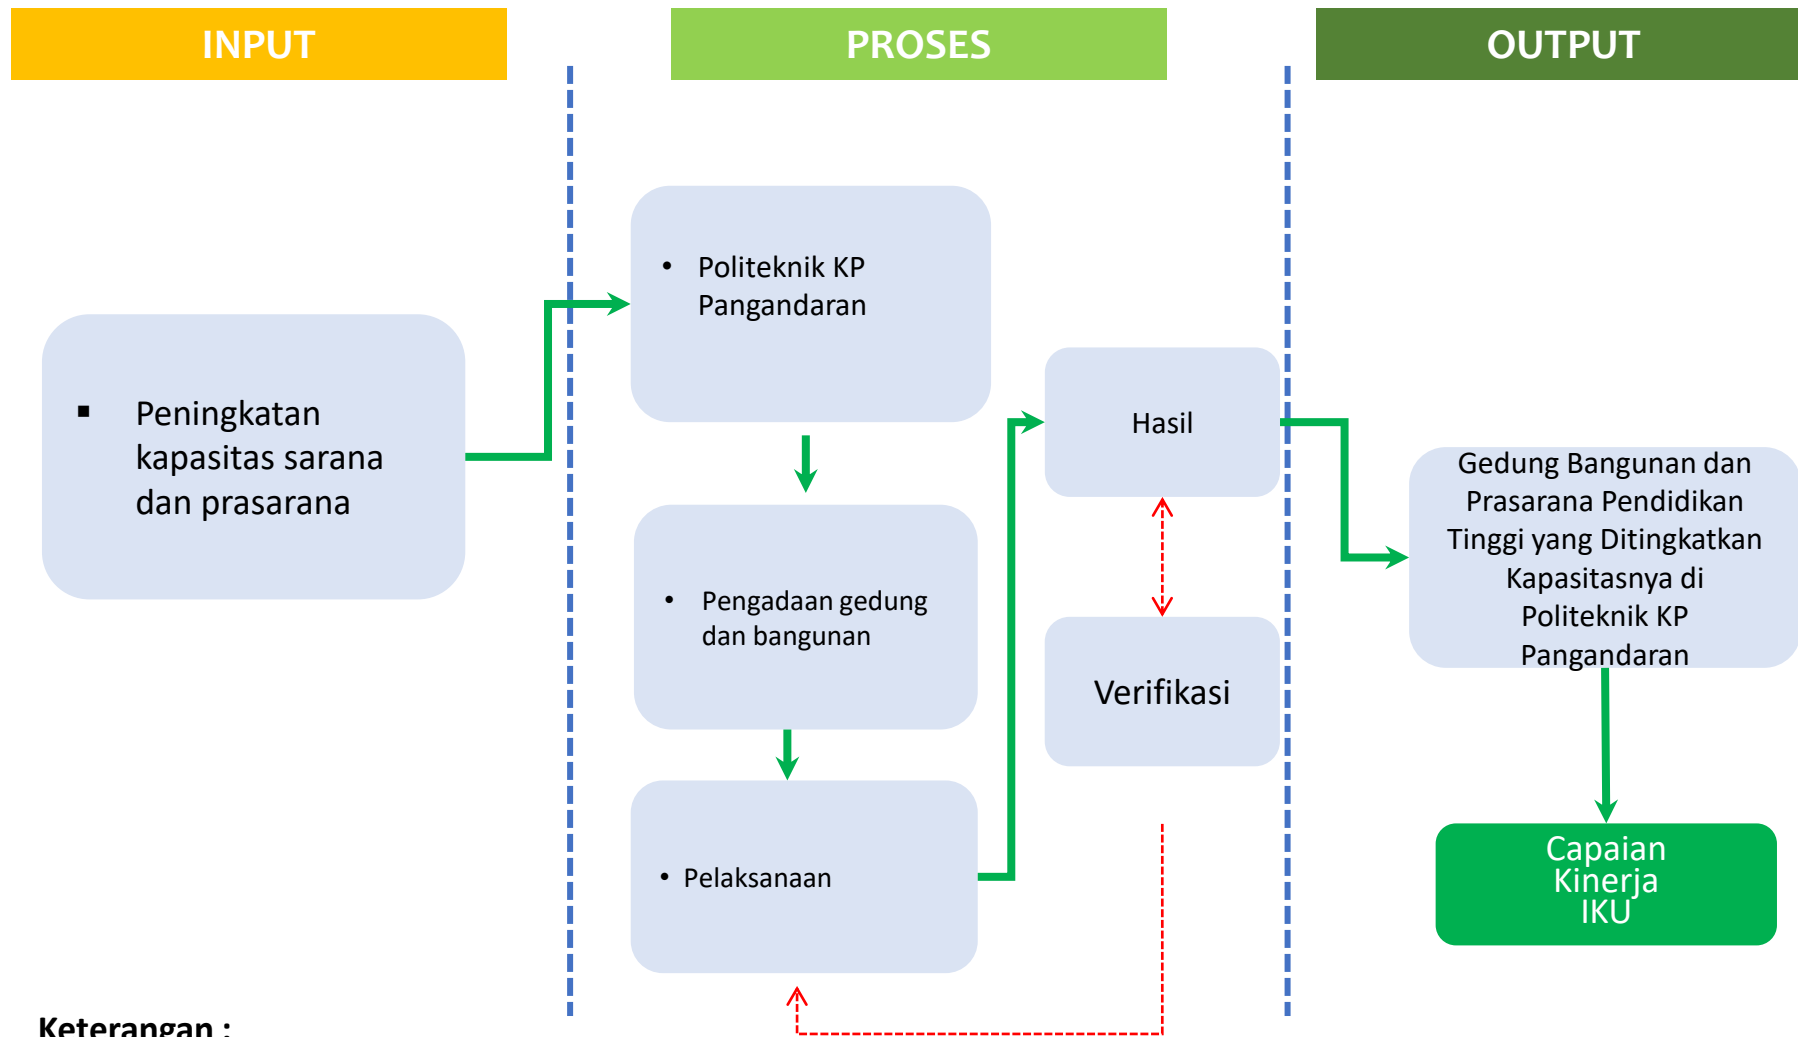 INPUT
PROSES
OUTPUT
▪ Peningkatan
kapasitas sarana
dan prasarana
• Politeknik KP
Pangandaran
• Pengadaan gedung
dan bangunan
• Pelaksanaan
Hasil
Verifikasi
Gedung Bangunan dan
Prasarana Pendidikan
Tinggi yang Ditingkatkan
Kapasitasnya di
Politeknik KP
Pangandaran
Capaian
Kinerja
IKU
Keterangan :